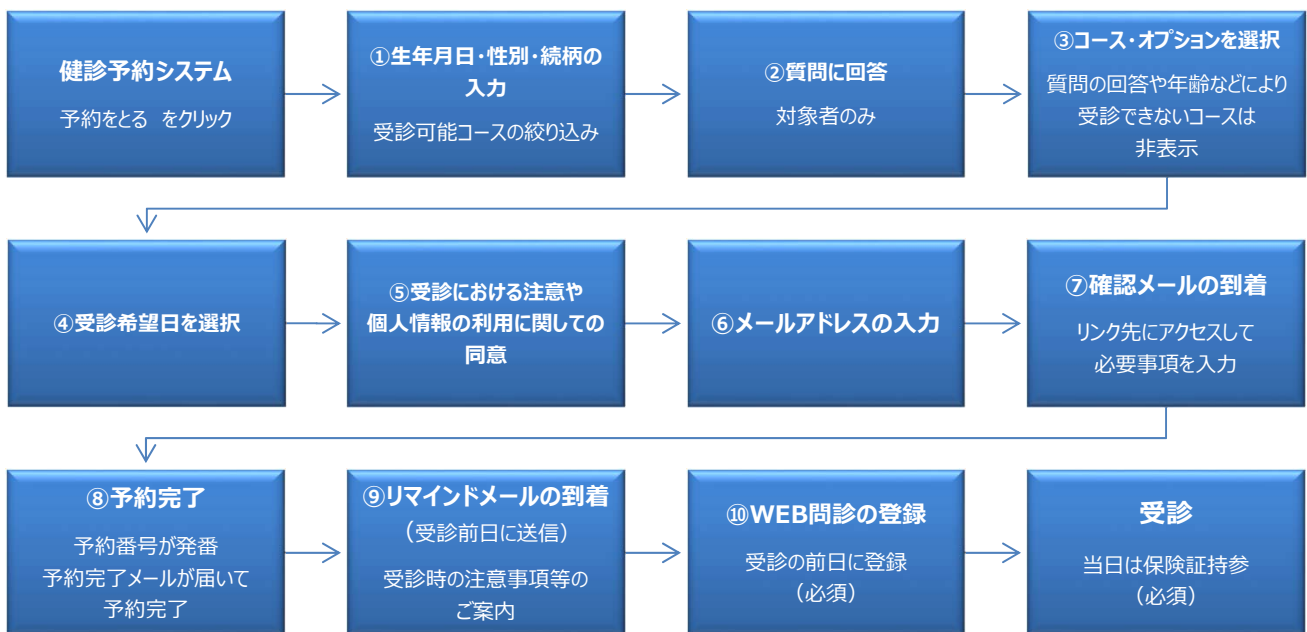 健診予約システム
予約をとる をクリック
①生年月日・性別・続柄の
入力
受診可能コースの絞り込み
②質問に回答
対象者のみ
③コース・オプションを選択
質問の回答や年齢などにより
受診できないコースは
非表示
④受診希望日を選択
⑤受診における注意や
個人情報の利用に関しての
同意
⑥メールアドレスの入力
⑦確認メールの到着
リンク先にアクセスして
必要事項を入力
⑧予約完了
予約番号が発番
予約完了メールが届いて
予約完了
⑨リマインドメールの到着
（受診前日に送信）
受診時の注意事項等の
ご案内
⑩WEB問診の登録
受診の前日に登録
（必須）
受診
当日は保険証持参
（必須）